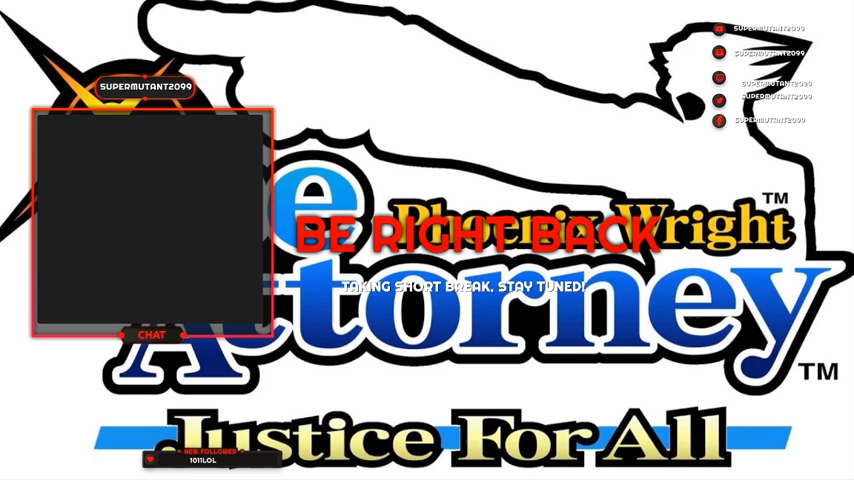 SUPERMUTANT2099
SUPERMUTANT2099
SUPERMUTANT2099
SUPERMUTANT2099
SUPERMUTANT2099
SUPERMUTANT2099
Phoenix Wright TM
BE RIGHT BACK
TAKING SHORT BREAK, STAY TUNED!
Attorney TM
CHAT
Justice For All
NEW FOLLOWER
1011LOL